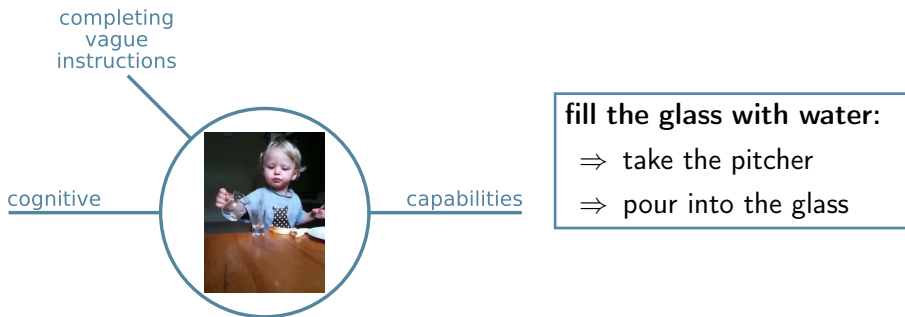 completing
vague
instructions
cognitive
capabilities
fill the glass with water:
⇒ take the pitcher
⇒ pour into the glass